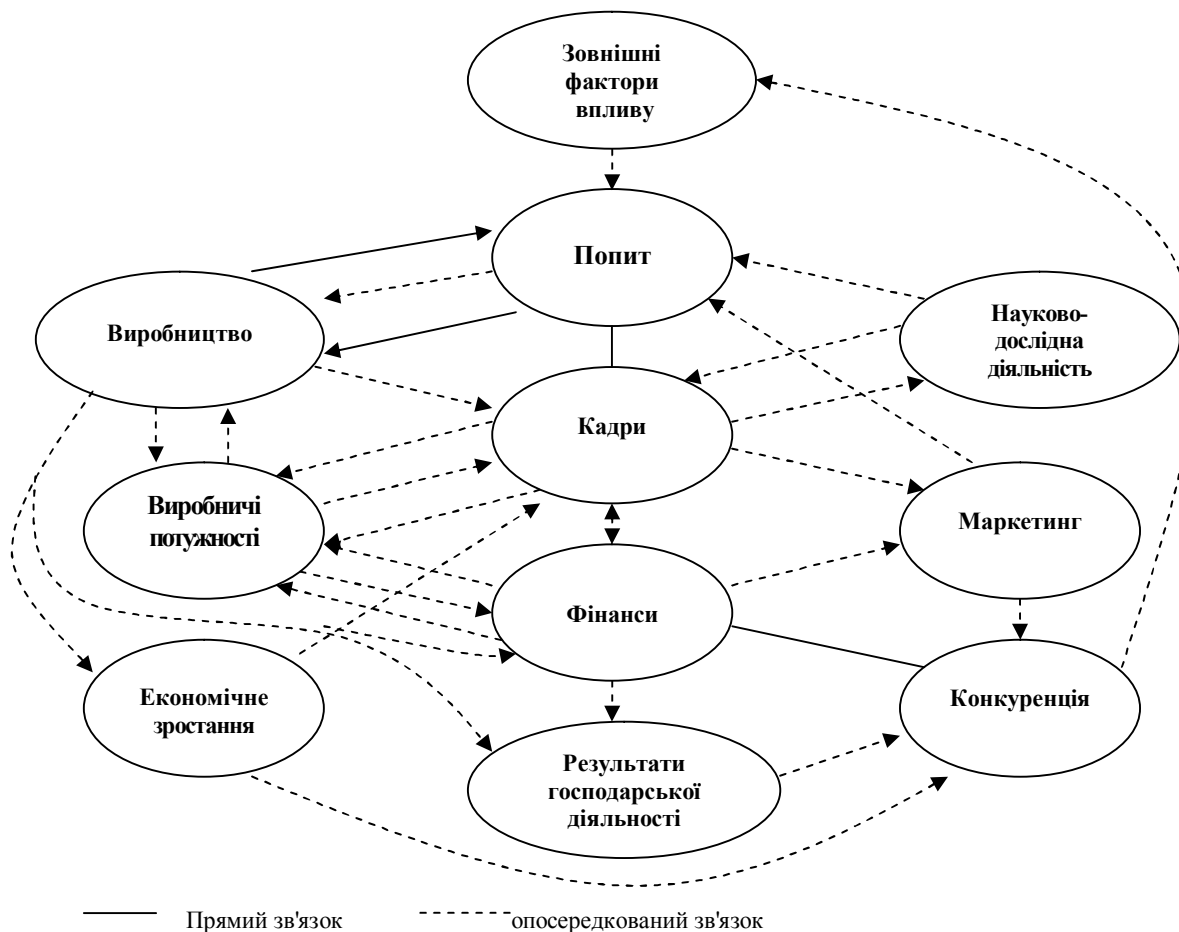 Зовнішні
фактори
впливу
Попит
Виробництво
Науково-
дослідна
діяльність
Кадри
Виробничі
потужності
Маркетинг
Фінанси
Економічне
зростання
Конкуренція
Результати
господарської
діяльності
Прямий зв'язок
опосередкований зв'язок